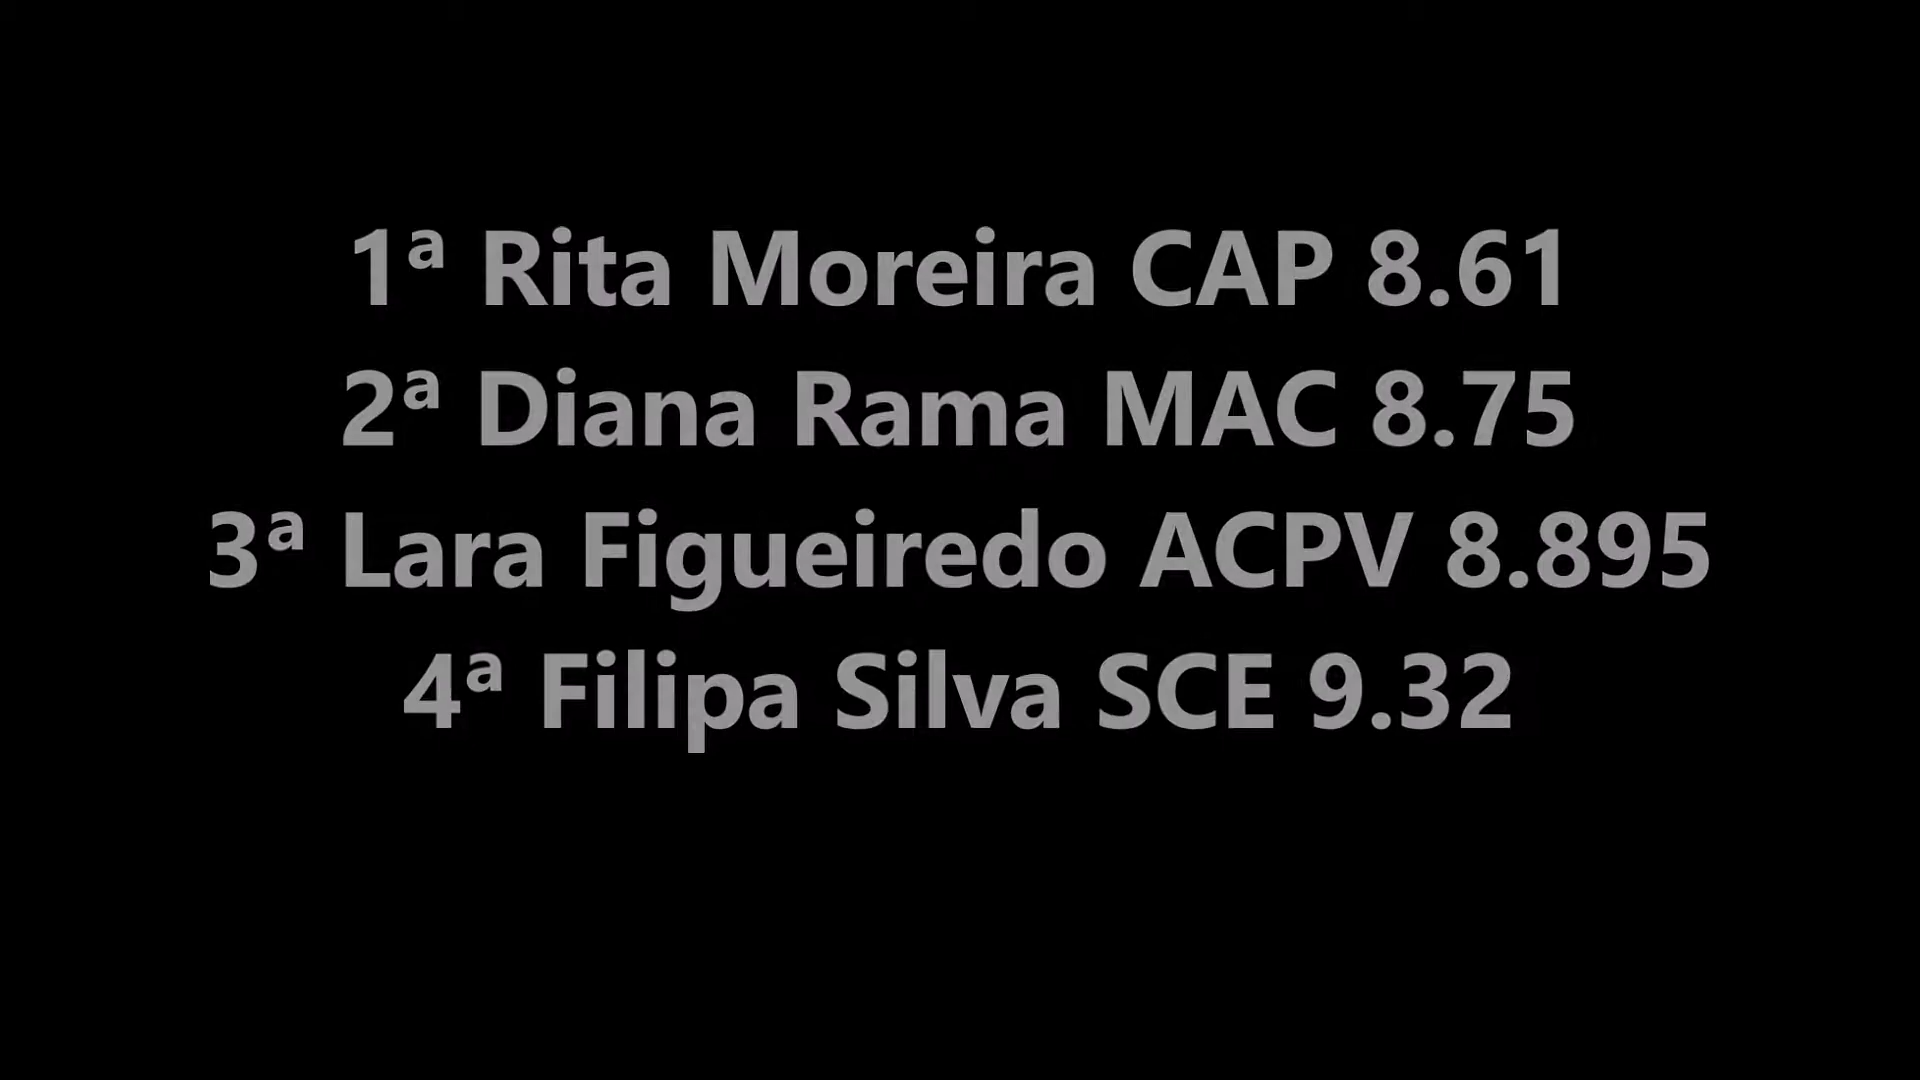 1ª Rita Moreira CAP 8.61
2ª Diana Rama MAC 8.75
3ª Lara Figueiredo ACPV 8.895
4ª Filipa Silva SCE 9.32